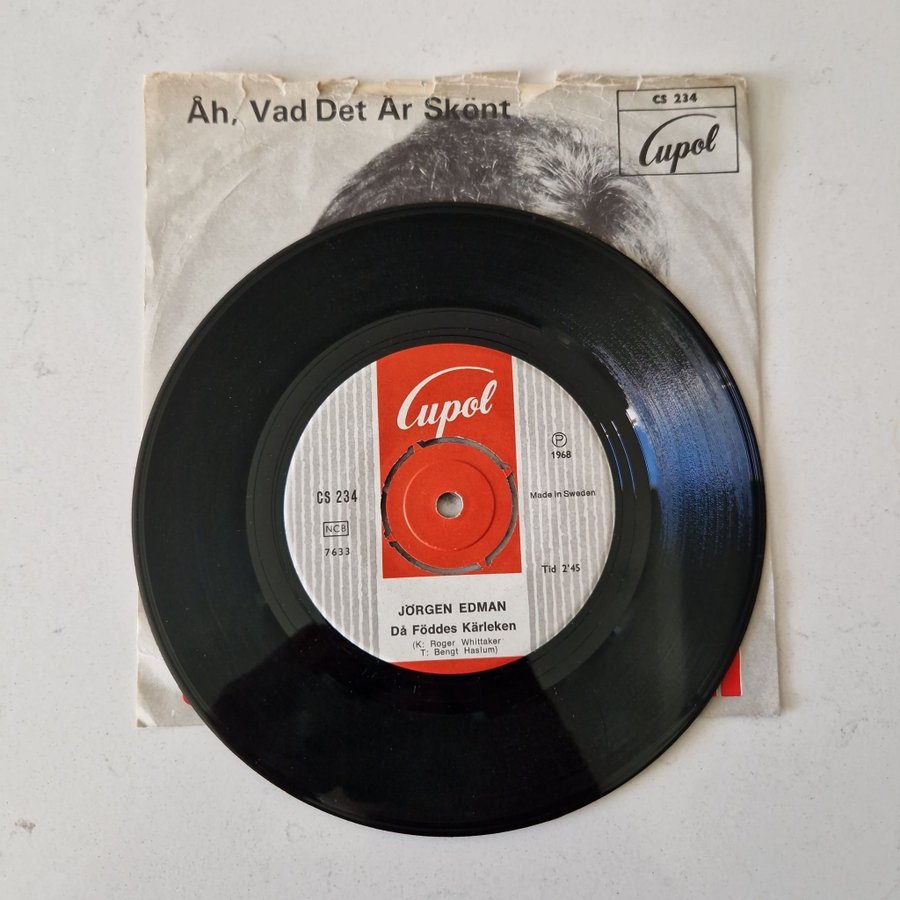 Åh, Vad Det Är Skönt
CS 234
Cupol
Cupol
Ⓟ
1968
CS 234
Made in Sweden
NCB
7633
Tid 2'45
JÖRGEN EDMAN
Då Föddes Kärleken
(K: Roger Whittaker
T: Bengt Haslum)